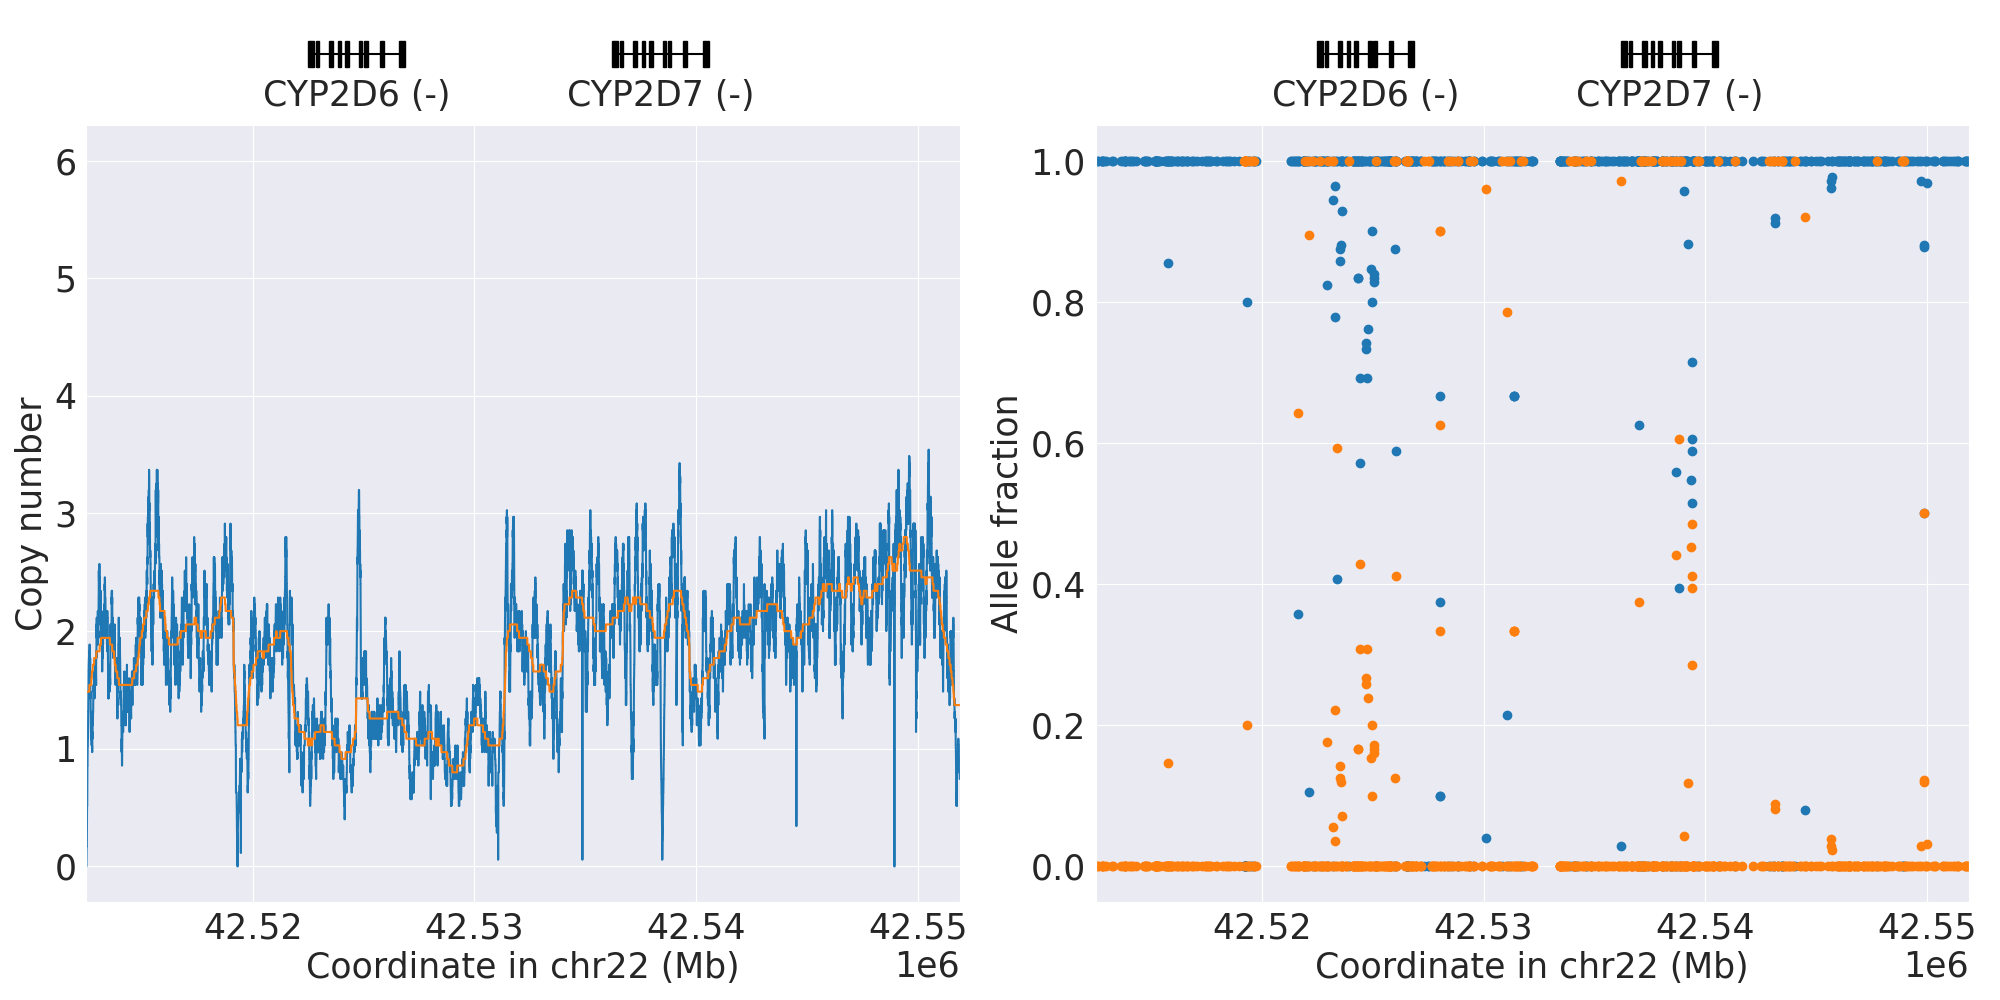 CYP2D6 (-) CYP2D7 (-)
6
5
4
3
2
1
0
Copy number
42.52 42.53 42.54 42.55
Coordinate in chr22 (Mb) 1e6
CYP2D6 (-) CYP2D7 (-)
1.0
0.8
0.6
0.4
0.2
0.0
Allele fraction
42.52 42.53 42.54 42.55
Coordinate in chr22 (Mb) 1e6